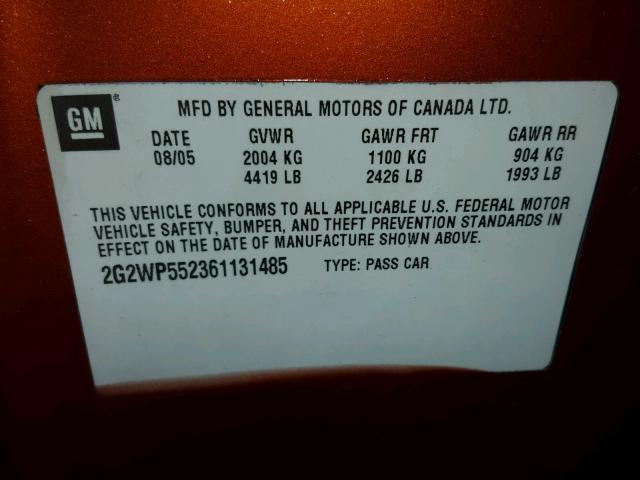 GM ®
MFD BY GENERAL MOTORS OF CANADA LTD.
DATE GVWR GAWR FRT GAWR RR
08/05 2004 KG 1100 KG 904 KG
4419 LB 2426 LB 1993 LB
THIS VEHICLE CONFORMS TO ALL APPLICABLE U.S. FEDERAL MOTOR
VEHICLE SAFETY, BUMPER, AND THEFT PREVENTION STANDARDS IN
EFFECT ON THE DATE OF MANUFACTURE SHOWN ABOVE.
2G2WP552361131485 TYPE: PASS CAR